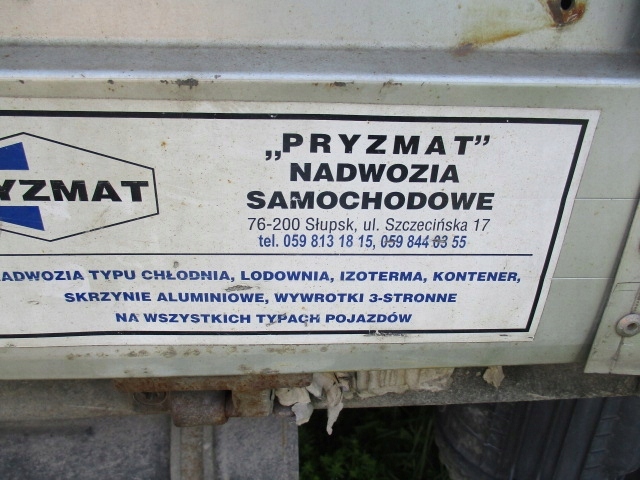 YZMAT
„PRYZMAT”
NADWOZIA
SAMOCHODOWE
76-200 Słupsk, ul. Szczecińska 17
tel. 059 813 18 15, 059 844 03 55
NADWOZIA TYPU CHŁODNIA, LODOWNIA, IZOTERMA, KONTENER,
SKRZYNIE ALUMINIOWE, WYWROTKI 3-STRONNE
NA WSZYSTKICH TYPACH POJAZDÓW